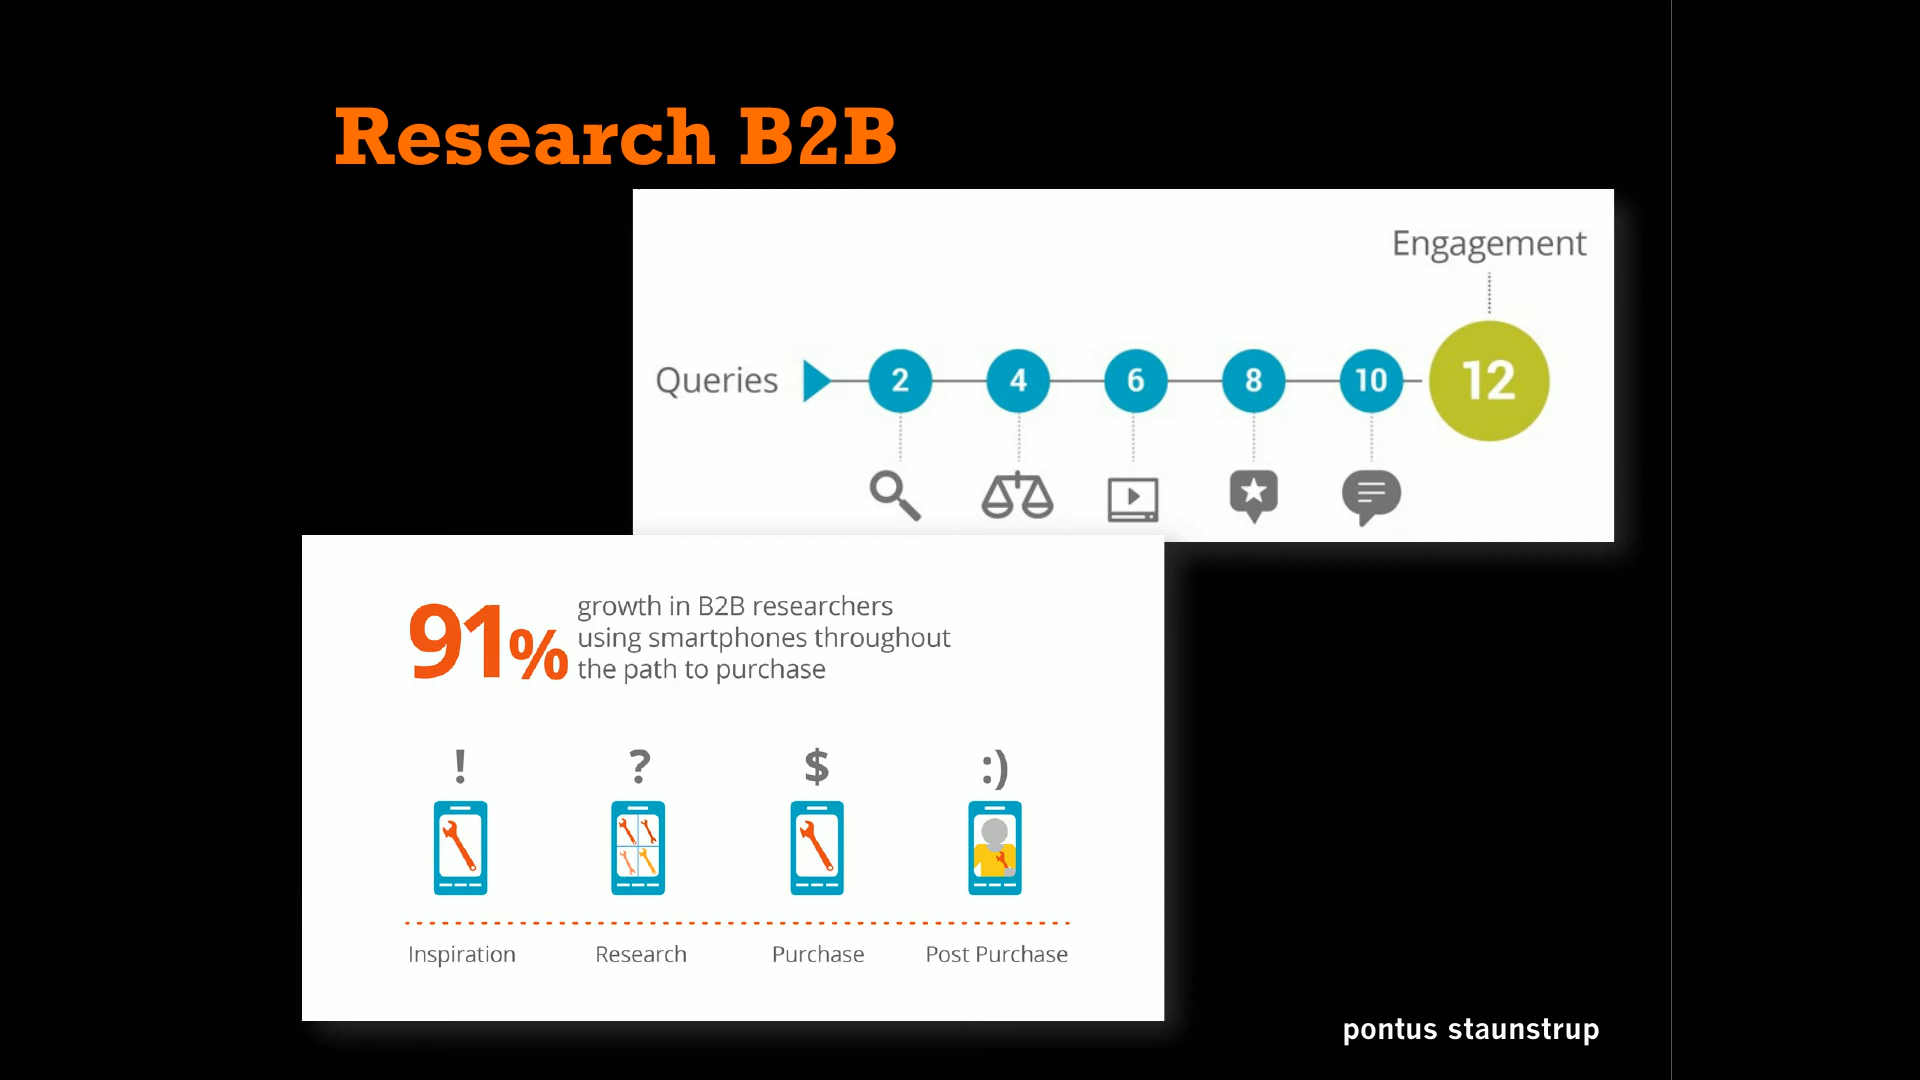 Research B2B
Engagement
Queries 2 4 6 8 10 12
91% growth in B2B researchers
using smartphones throughout
the path to purchase
! ? $ :)
Inspiration Research Purchase Post Purchase
pontus staunstrup